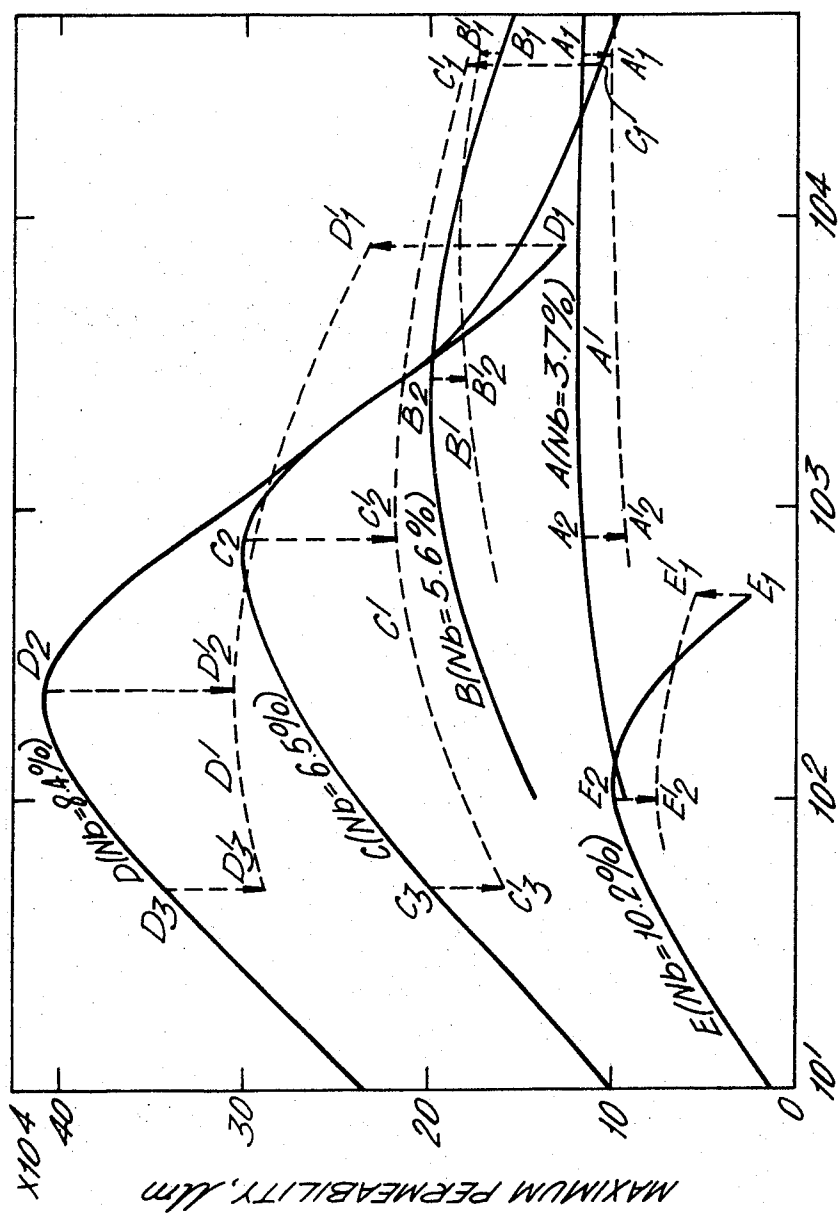 X10⁴
40
30
20
10
0
MAXIMUM PERMEABILITY, μm
10¹
10²
10³
10⁴
D₃
D(Nb=8.4%)
D₂
D'₃
D'
D'₂
D'₁
D₁
C₃
C(Nb=6.5%)
C₂
C'₃
C'
C'₂
C'₁
C₁
B(Nb=5.6%)
B₂
B'
B'₂
B'₁
B₁
A₂
A(Nb=3.7%)
A₁
A'₂
A'
A'₁
E(Nb=10.2%)
E₂
E'₂
E'₁
E₁